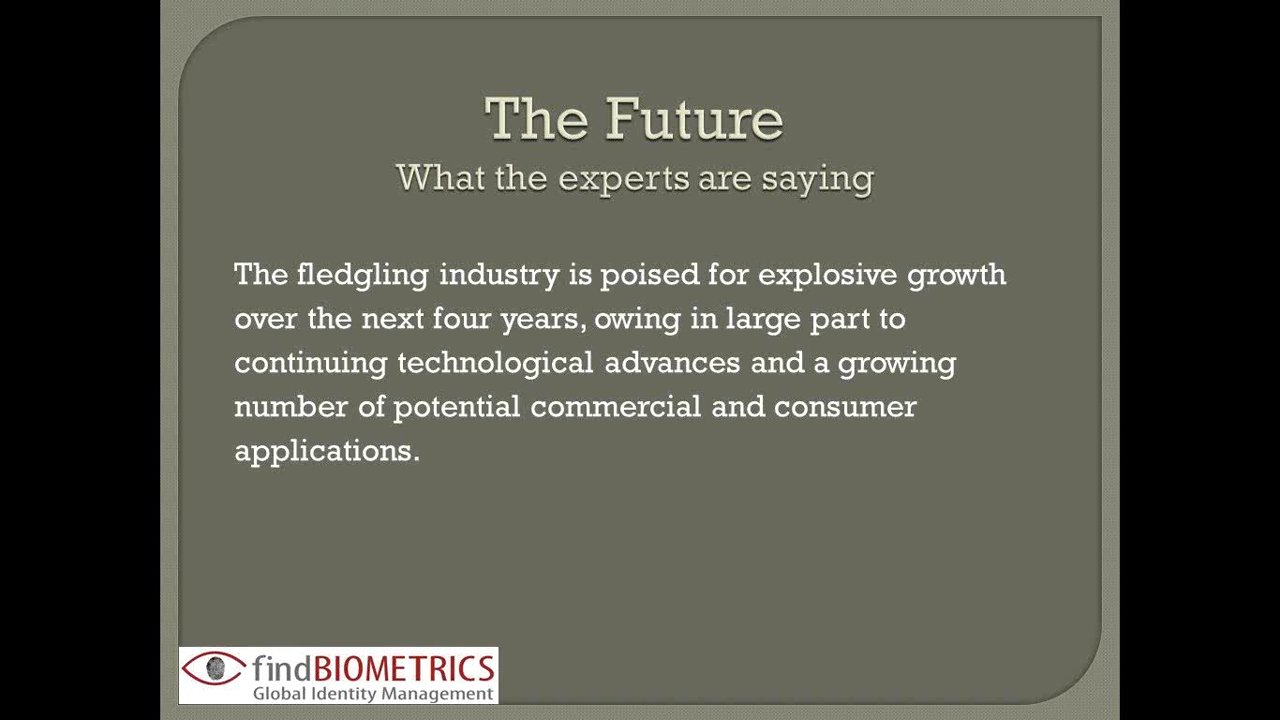 The Future
What the experts are saying
The fledgling industry is poised for explosive growth
over the next four years, owing in large part to
continuing technological advances and a growing
number of potential commercial and consumer
applications.
findBIOMETRICS
Global Identity Management